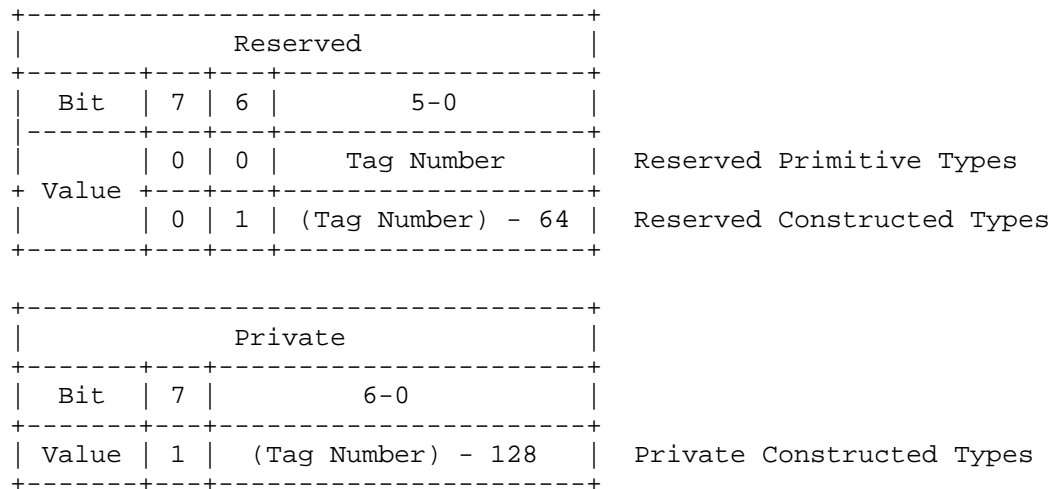 +-----------------------------------+
|             Reserved              |
+-------+---+---+-------------------+
|  Bit  | 7 | 6 |        5-0        |
|-------+---+---+-------------------+
|       | 0 | 0 |    Tag Number     |  Reserved Primitive Types
+ Value +---+---+-------------------+
|       | 0 | 1 | (Tag Number) - 64 |  Reserved Constructed Types
+-------+---+---+-------------------+
+-----------------------------------+
|             Private               |
+-------+---+-----------------------+
|  Bit  | 7 |         6-0           |
+-------+---+-----------------------+
| Value | 1 |  (Tag Number) - 128   |  Private Constructed Types
+-------+---+-----------------------+